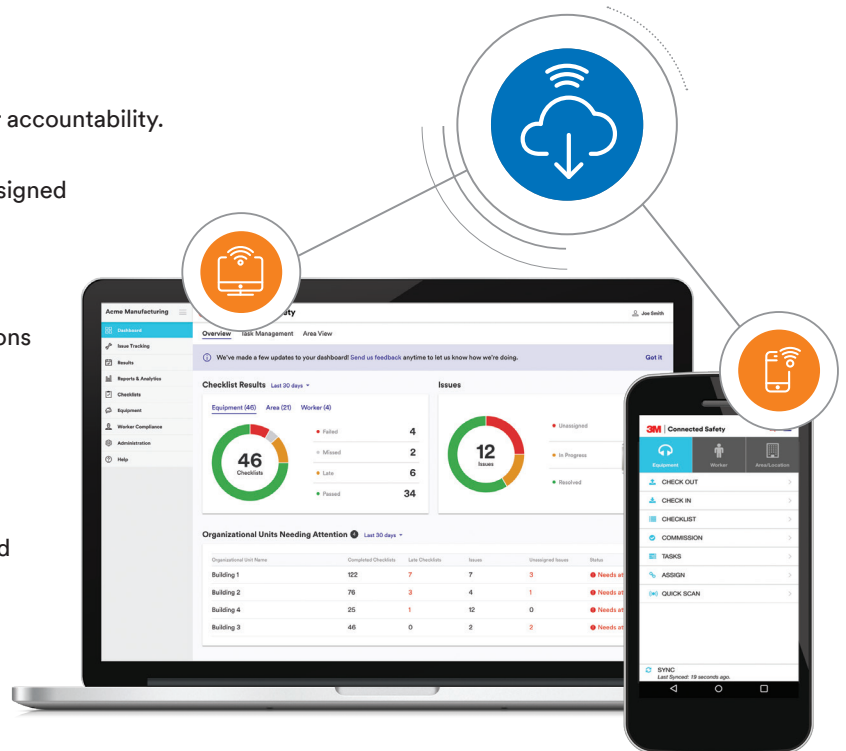 accountability.
signed
ons
d
Acme Manufacturing
Joe Smith
Dashboard
Issue Tracking
Results
Reports & Analytics
Checklists
Equipment
Worker Compliance
Administration
Help
Overview Task Management Area View
We've made a few updates to your dashboard! Send us feedback anytime to let us know how we're doing. Got it
Checklist Results Last 30 days
Equipment (46) Area (21) Worker (4)
46
Checklists
Failed 4
Missed 2
Late 6
Passed 34
Issues
12
Issues
Unassigned
In Progress
Resolved
Organizational Units Needing Attention Last 30 days
Organizational Unit Name Completed Checklists Late Checklists Issues Unassigned Issues Status
Building 1 122 7 7 3 Needs at
Building 2 76 3 4 1 Needs at
Building 4 25 1 12 0 Needs at
Building 3 46 0 2 2 Needs at
3M Connected Safety
Equipment Worker Area/Location
CHECK OUT
CHECK IN
CHECKLIST
COMMISSION
TASKS
ASSIGN
QUICK SCAN
SYNC
Last Synced: 19 seconds ago.